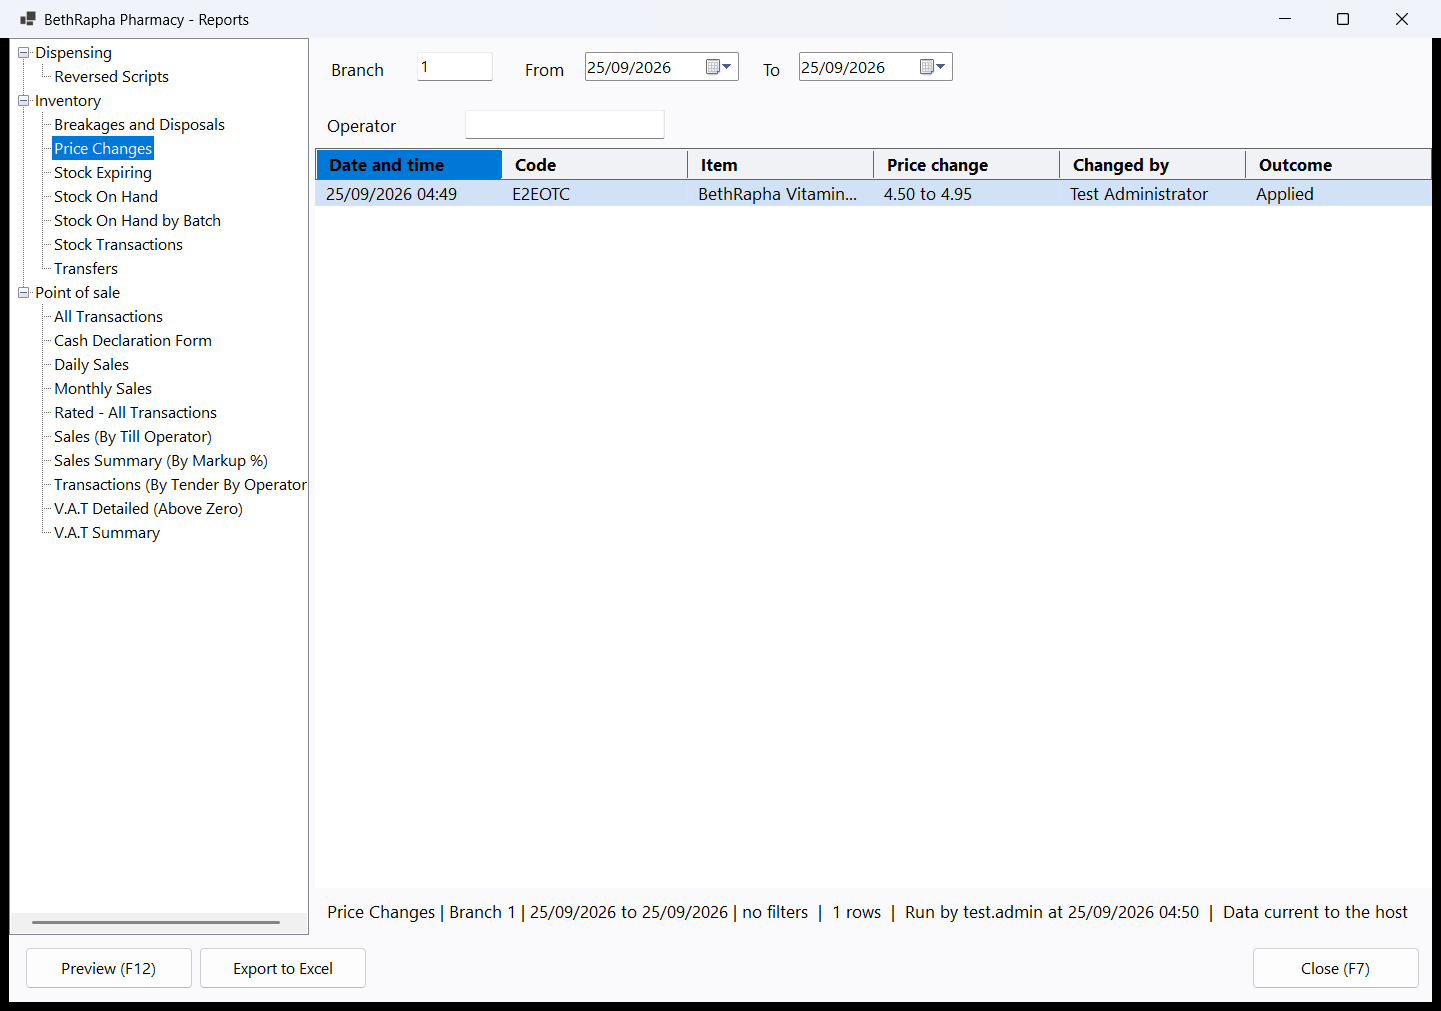 BethRapha Pharmacy - Reports
Dispensing
Reversed Scripts
Inventory
Breakages and Disposals
Price Changes
Stock Expiring
Stock On Hand
Stock On Hand by Batch
Stock Transactions
Transfers
Point of sale
All Transactions
Cash Declaration Form
Daily Sales
Monthly Sales
Rated - All Transactions
Sales (By Till Operator)
Sales Summary (By Markup %)
Transactions (By Tender By Operator
V.A.T Detailed (Above Zero)
V.A.T Summary
Branch 1 From 25/09/2026 To 25/09/2026
Operator
Date and time Code Item Price change Changed by Outcome
25/09/2026 04:49 E2EOTC BethRapha Vitamin... 4.50 to 4.95 Test Administrator Applied
Price Changes | Branch 1 | 25/09/2026 to 25/09/2026 | no filters | 1 rows | Run by test.admin at 25/09/2026 04:50 | Data current to the host
Preview (F12) Export to Excel Close (F7)